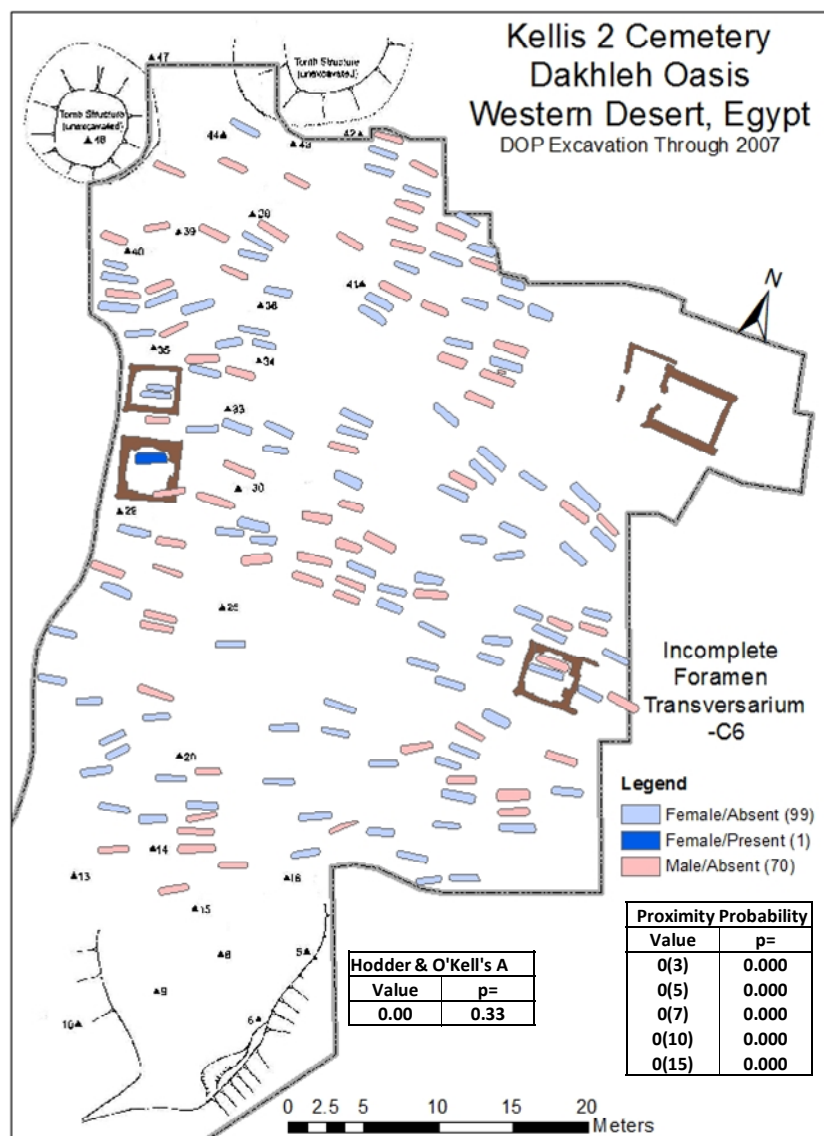 Kellis 2 Cemetery
Dakhleh Oasis
Western Desert, Egypt
DOP Excavation Through 2007
47
Tomb Structure
(unexcavated)
Tomb Structure
(unexcavated)
48
44
43
42
39
38
40
41
36
35
34
N
33
30
29
25
20
14
13
16
15
8
5
9
10
6
Incomplete
Foramen
Transversarium
-C6
Legend
Female/Absent (99)
Female/Present (1)
Male/Absent (70)
Proximity Probability
Value p=
0(3) 0.000
0(5) 0.000
0(7) 0.000
0(10) 0.000
0(15) 0.000
Hodder & O'Kell's A
Value p=
0.00 0.33
0 2.5 5 10 15 20
Meters